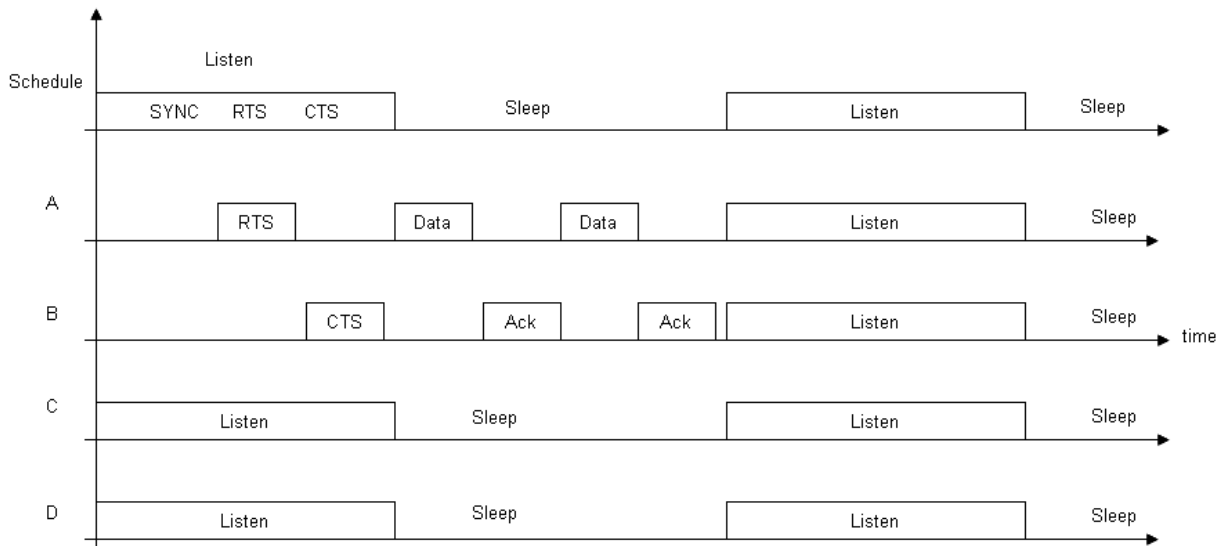 Listen
Schedule
SYNC RTS CTS Sleep Listen Sleep
A
RTS Data Data Listen Sleep
B
CTS Ack Ack Listen Sleep
time
C
Listen Sleep Listen Sleep
D
Listen Sleep Listen Sleep